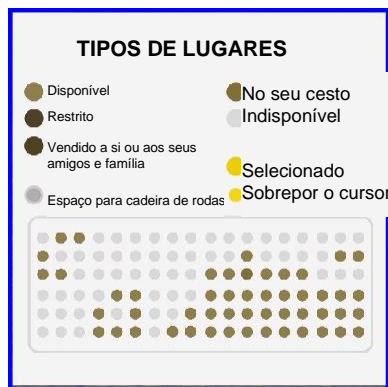 TIPOS DE LUGARES
Disponível
Restrito
Vendido a si ou aos seus
amigos e família
Espaço para cadeira de rodas
No seu cesto
Indisponível
Selecionado
Sobrepor o cursor